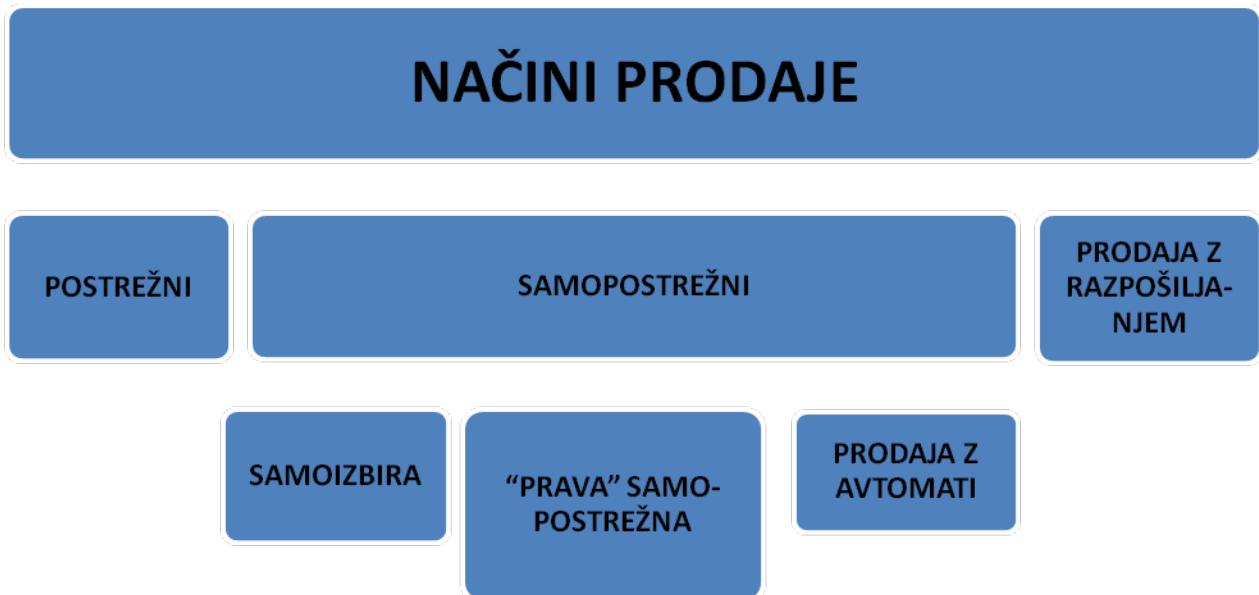 NAČINI PRODAJE
POSTREŽNI
SAMOPOSTREŽNI
PRODAJA Z
RAZPOŠILJA-
NJEM
SAMOIZBIRA
“PRAVA” SAMO-
POSTREŽNA
PRODAJA Z
AVTOMATI